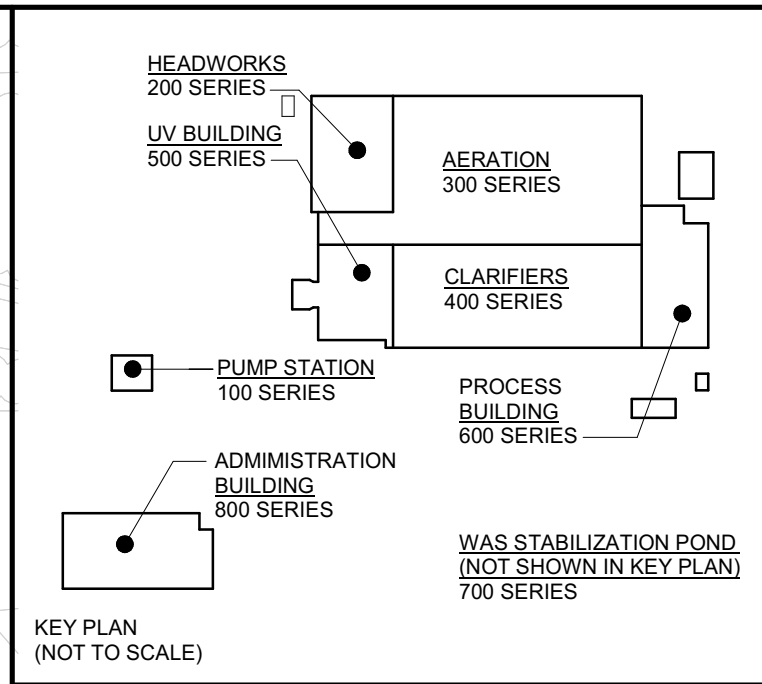 HEADWORKS
200 SERIES
UV BUILDING
500 SERIES
AERATION
300 SERIES
CLARIFIERS
400 SERIES
PUMP STATION
100 SERIES
PROCESS
BUILDING
600 SERIES
ADMIMISTRATION
BUILDING
800 SERIES
WAS STABILIZATION POND
(NOT SHOWN IN KEY PLAN)
700 SERIES
KEY PLAN
(NOT TO SCALE)